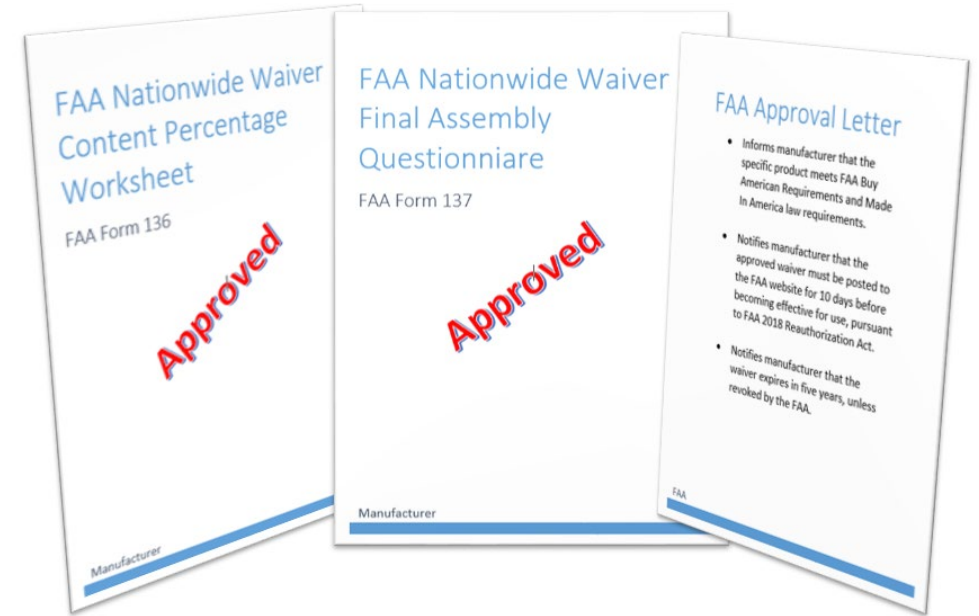 FAA Nationwide Waiver
Content Percentage
Worksheet
FAA Form 136
Approved
Manufacturer
FAA Nationwide Waiver
Final Assembly
Questionniare
FAA Form 137
Approved
Manufacturer
FAA Approval Letter
• Informs manufacturer that the
specific product meets FAA Buy
American Requirements and Made
In America law requirements.
• Notifies manufacturer that the
approved waiver must be posted to
the FAA website for 10 days before
becoming effective for use, pursuant
to FAA 2018 Reauthorization Act.
• Notifies manufacturer that the
waiver expires in five years, unless
revoked by the FAA.
FAA